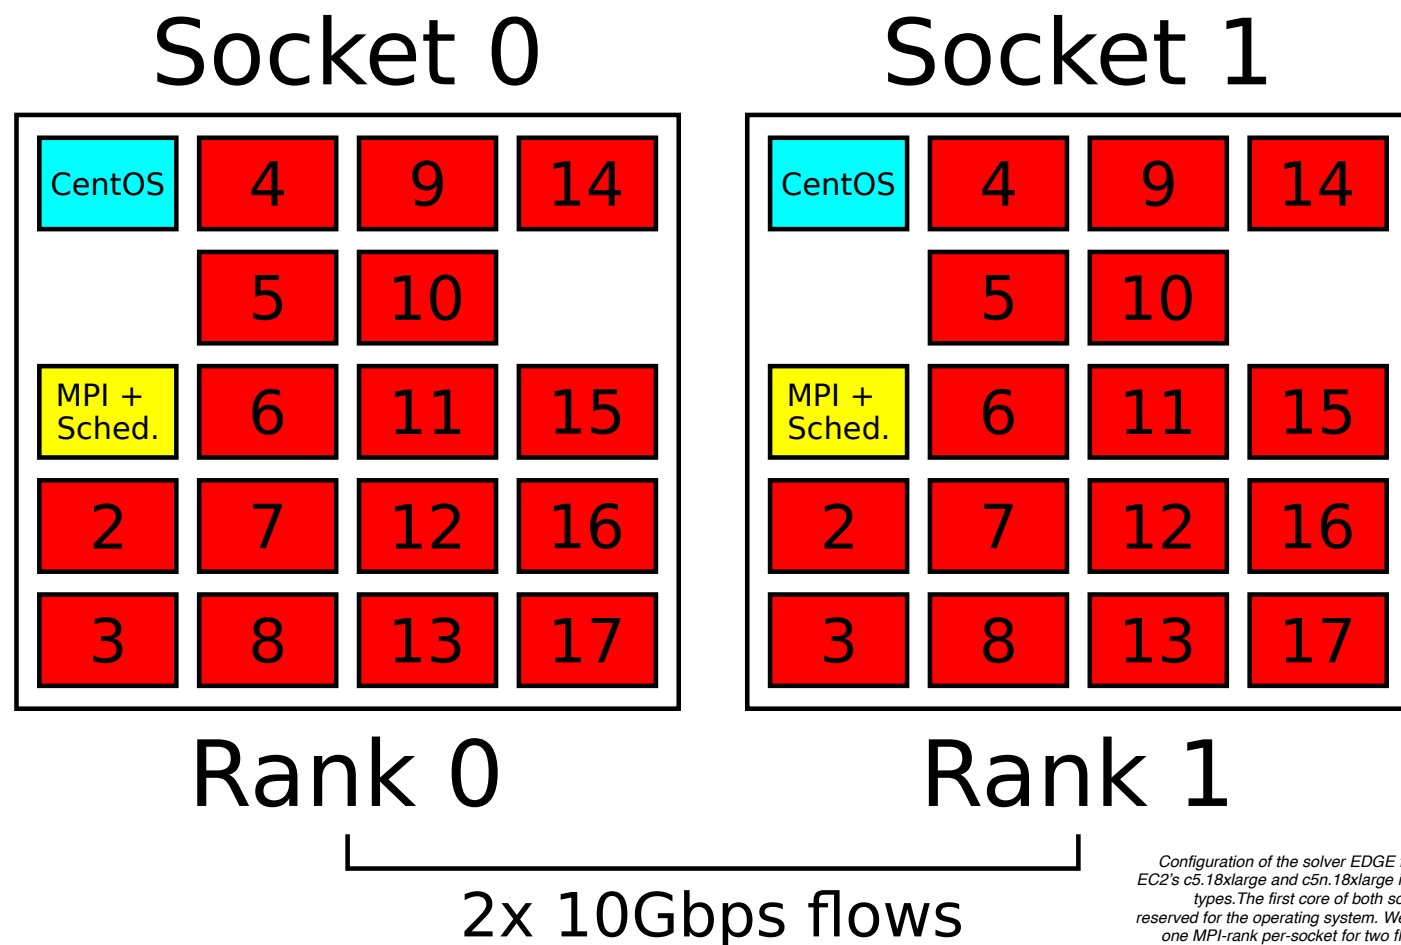 Socket 0 Socket 1
CentOS 4 9 14 CentOS 4 9 14
5 10 5 10
MPI + 6 11 15 MPI + 6 11 15
Sched. Sched.
2 7 12 16 2 7 12 16
3 8 13 17 3 8 13 17
Rank 0 Rank 1
2x 10Gbps flows
Configuration of the solver EDGE
EC2's c5.18xlarge and c5n.18xlarge
types.The first core of both
reserved for the operating system. We
one MPI-rank per-socket for two